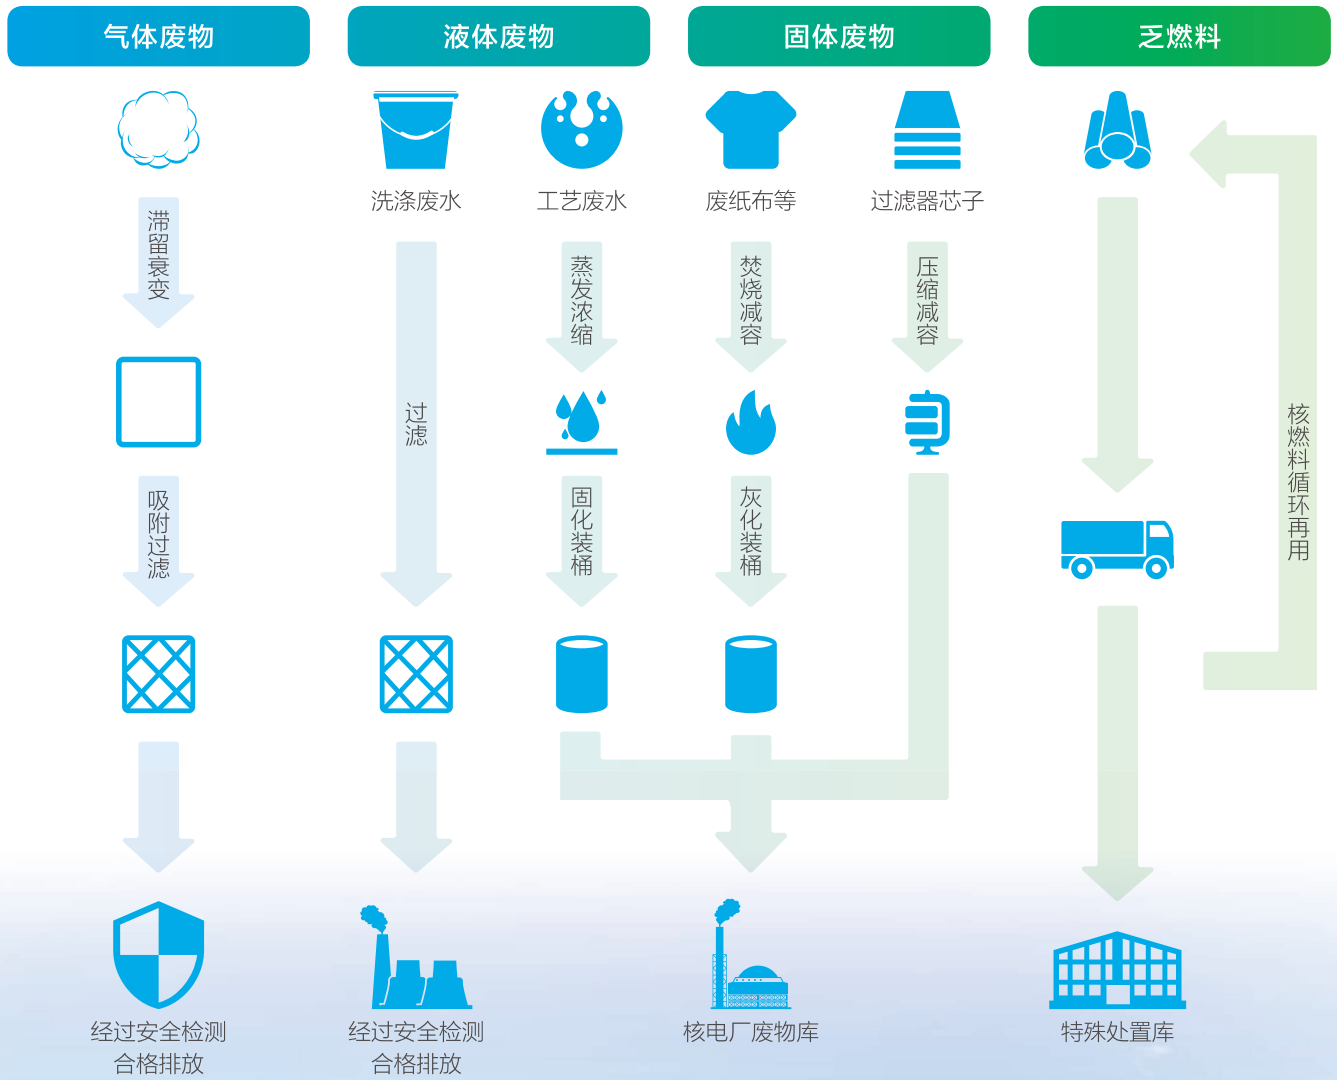 气体废物
液体废物
固体废物
乏燃料
洗涤废水
工艺废水
废纸布等
过滤器芯子
滞留衰变
蒸发浓缩
焚烧减容
压缩减容
过滤
核燃料循环再用
吸附过滤
固化装桶
灰化装桶
经过安全检测
合格排放
经过安全检测
合格排放
核电厂废物库
特殊处置库